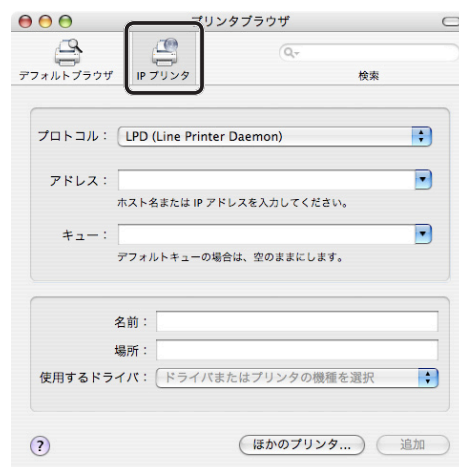 プリンタブラウザ
デフォルトブラウザ
IP プリンタ
検索
プロトコル：
LPD (Line Printer Daemon)
アドレス：
ホスト名または IP アドレスを入力してください。
キュー：
デフォルトキューの場合は、空のままにします。
名前：
場所：
使用するドライバ：
ドライバまたはプリンタの機種を選択
?
ほかのプリンタ...
追加